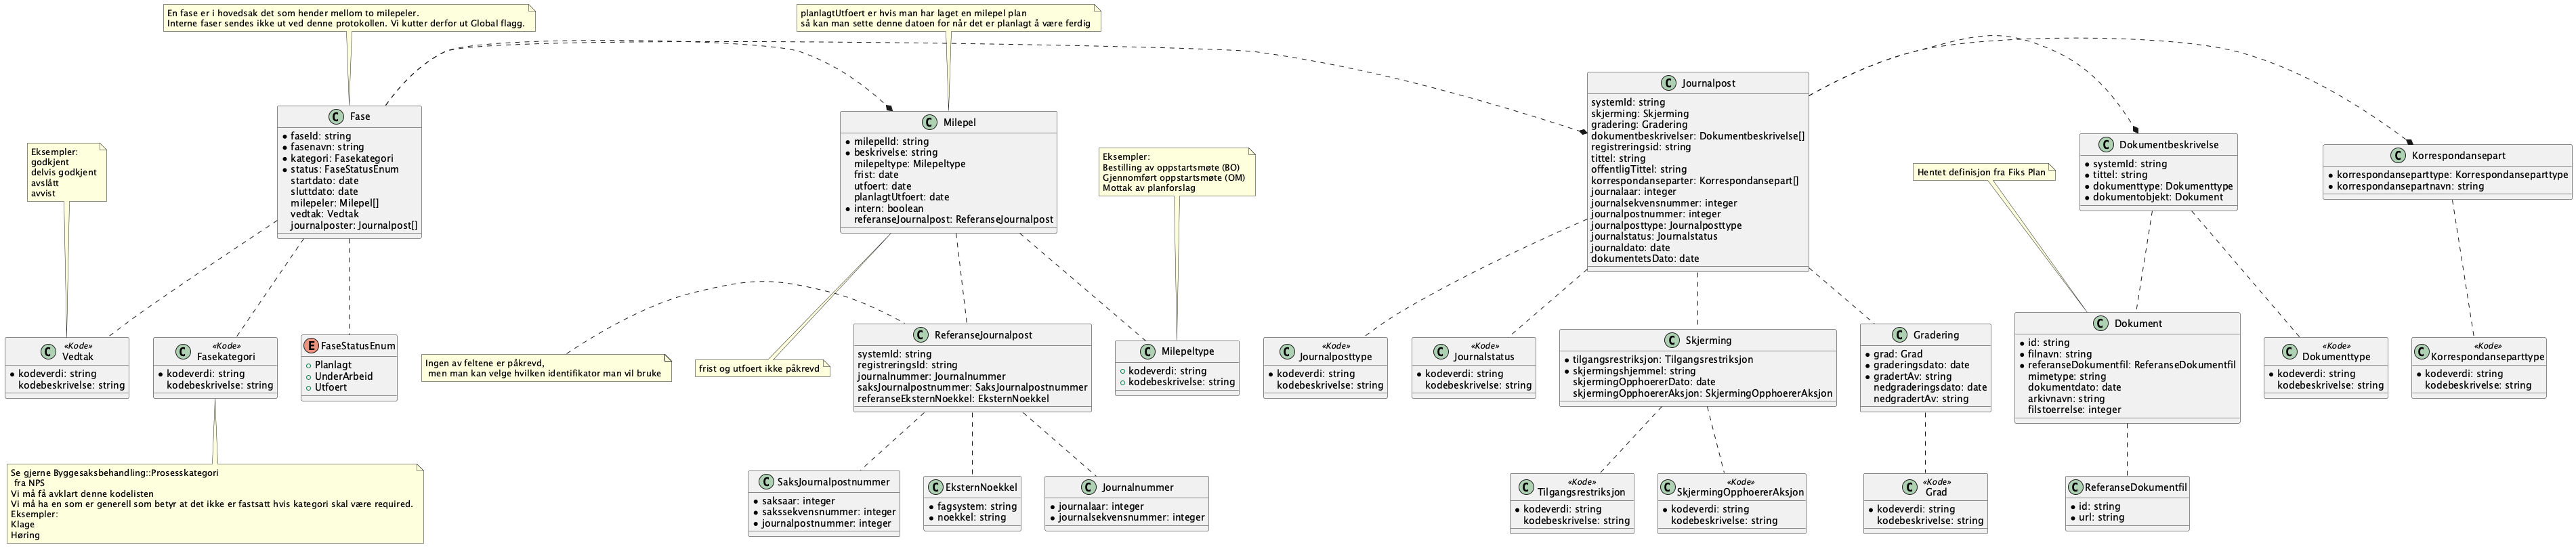 En fase er i hovedsak det som hender mellom to milepeler.
Interne faser sendes ikke ut ved denne protokollen. Vi kutter derfor ut Global flagg.
planlagtUtfoert er hvis man har laget en milepel plan
så kan man sette denne datoen for når det er planlagt å være ferdig
C Fase
faseId: string
fasenavn: string
kategori: Fasekategori
status: FaseStatusEnum
startdato: date
sluttdato: date
milepeler: Milepel[]
vedtak: Vedtak
journalposter: Journalpost[]
C Milepel
milepelId: string
beskrivelse: string
milepeltype: Milepeltype
frist: date
utfoert: date
planlagtUtfoert: date
intern: boolean
referanseJournalpost: ReferanseJournalpost
C Journalpost
systemId: string
skjerming: Skjerming
gradering: Gradering
dokumentbeskrivelser: Dokumentbeskrivelse[]
registreringsid: string
tittel: string
offentligTittel: string
korrespondanseparter: Korrespondansepart[]
journalaar: integer
journalsekvensnummer: integer
journalpostnummer: integer
journalposttype: Journalposttype
journalstatus: Journalstatus
journaldato: date
dokumentetsDato: date
C Dokumentbeskrivelse
systemId: string
tittel: string
dokumenttype: Dokumenttype
dokumentobjekt: Dokument
C Korrespondansepart
korrespondanseparttype: Korrespondanseparttype
korrespondansepartnavn: string
Eksempler:
godkjent
delvis godkjent
avslått
avvist
Eksempler:
Bestilling av oppstartsmøte (BO)
Gjennomført oppstartsmøte (OM)
Mottak av planforslag
Hentet definisjon fra Fiks Plan
C «Kode»
Vedtak
kodeverdi: string
kodebeskrivelse: string
C «Kode»
Fasekategori
kodeverdi: string
kodebeskrivelse: string
E FaseStatusEnum
Planlagt
UnderArbeid
Utfoert
Ingen av feltene er påkrevd,
men man kan velge hvilken identifikator man vil bruke
frist og utfoert ikke påkrevd
C ReferanseJournalpost
systemId: string
registreringsId: string
journalnummer: Journalnummer
saksJournalpostnummer: SaksJournalpostnummer
referanseEksternNoekkel: EksternNoekkel
C Milepeltype
kodeverdi: string
kodebeskrivelse: string
C «Kode»
Journalposttype
kodeverdi: string
kodebeskrivelse: string
C «Kode»
Journalstatus
kodeverdi: string
kodebeskrivelse: string
C Skjerming
tilgangsrestriksjon: Tilgangsrestriksjon
skjermingshjemmel: string
skjermingOpphoererDato: date
skjermingOpphoererAksjon: SkjermingOpphoererAksjon
C Gradering
grad: Grad
graderingsdato: date
gradertAv: string
nedgraderingsdato: date
nedgradertAv: string
C Dokument
id: string
filnavn: string
referanseDokumentfil: ReferanseDokumentfil
mimetype: string
dokumentdato: date
arkivnavn: string
filstoerrelse: integer
C «Kode»
Dokumenttype
kodeverdi: string
kodebeskrivelse: string
C «Kode»
Korrespondanseparttype
kodeverdi: string
kodebeskrivelse: string
Se gjerne Byggesaksbehandling::Prosesskategori
fra NPS
Vi må få avklart denne kodelisten
Vi må ha en som er generell som betyr at det ikke er fastsatt hvis kategori skal være required.
Eksempler:
Klage
Høring
C SaksJournalpostnummer
saksaar: integer
sakssekvensnummer: integer
journalpostnummer: integer
C EksternNoekkel
fagsystem: string
noekkel: string
C Journalnummer
journalaar: integer
journalsekvensnummer: integer
C «Kode»
Tilgangsrestriksjon
kodeverdi: string
kodebeskrivelse: string
C «Kode»
SkjermingOpphoererAksjon
kodeverdi: string
kodebeskrivelse: string
C «Kode»
Grad
kodeverdi: string
kodebeskrivelse: string
C ReferanseDokumentfil
id: string
url: string